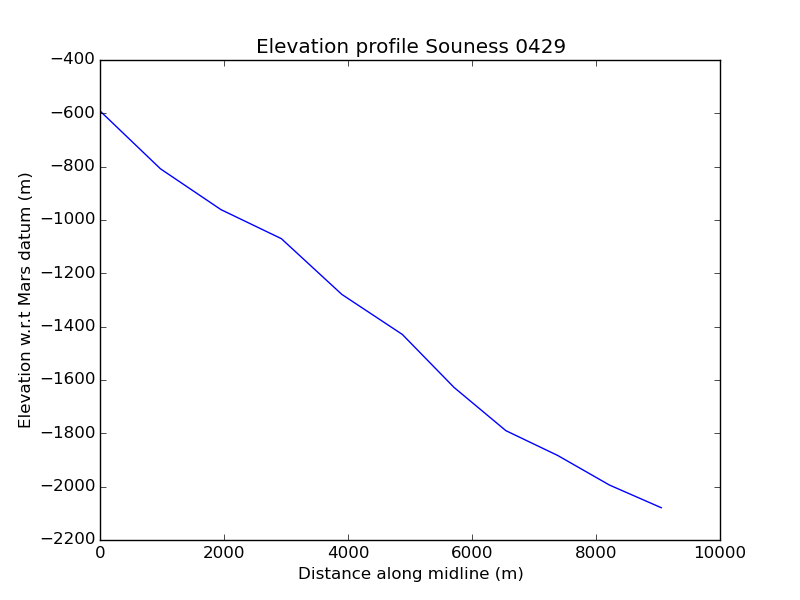 Elevation profile Souness 0429
−400
−600
−800
−1000
−1200
−1400
−1600
−1800
−2000
−2200
Elevation w.r.t Mars datum (m)
0 2000 4000 6000 8000 10000
Distance along midline (m)